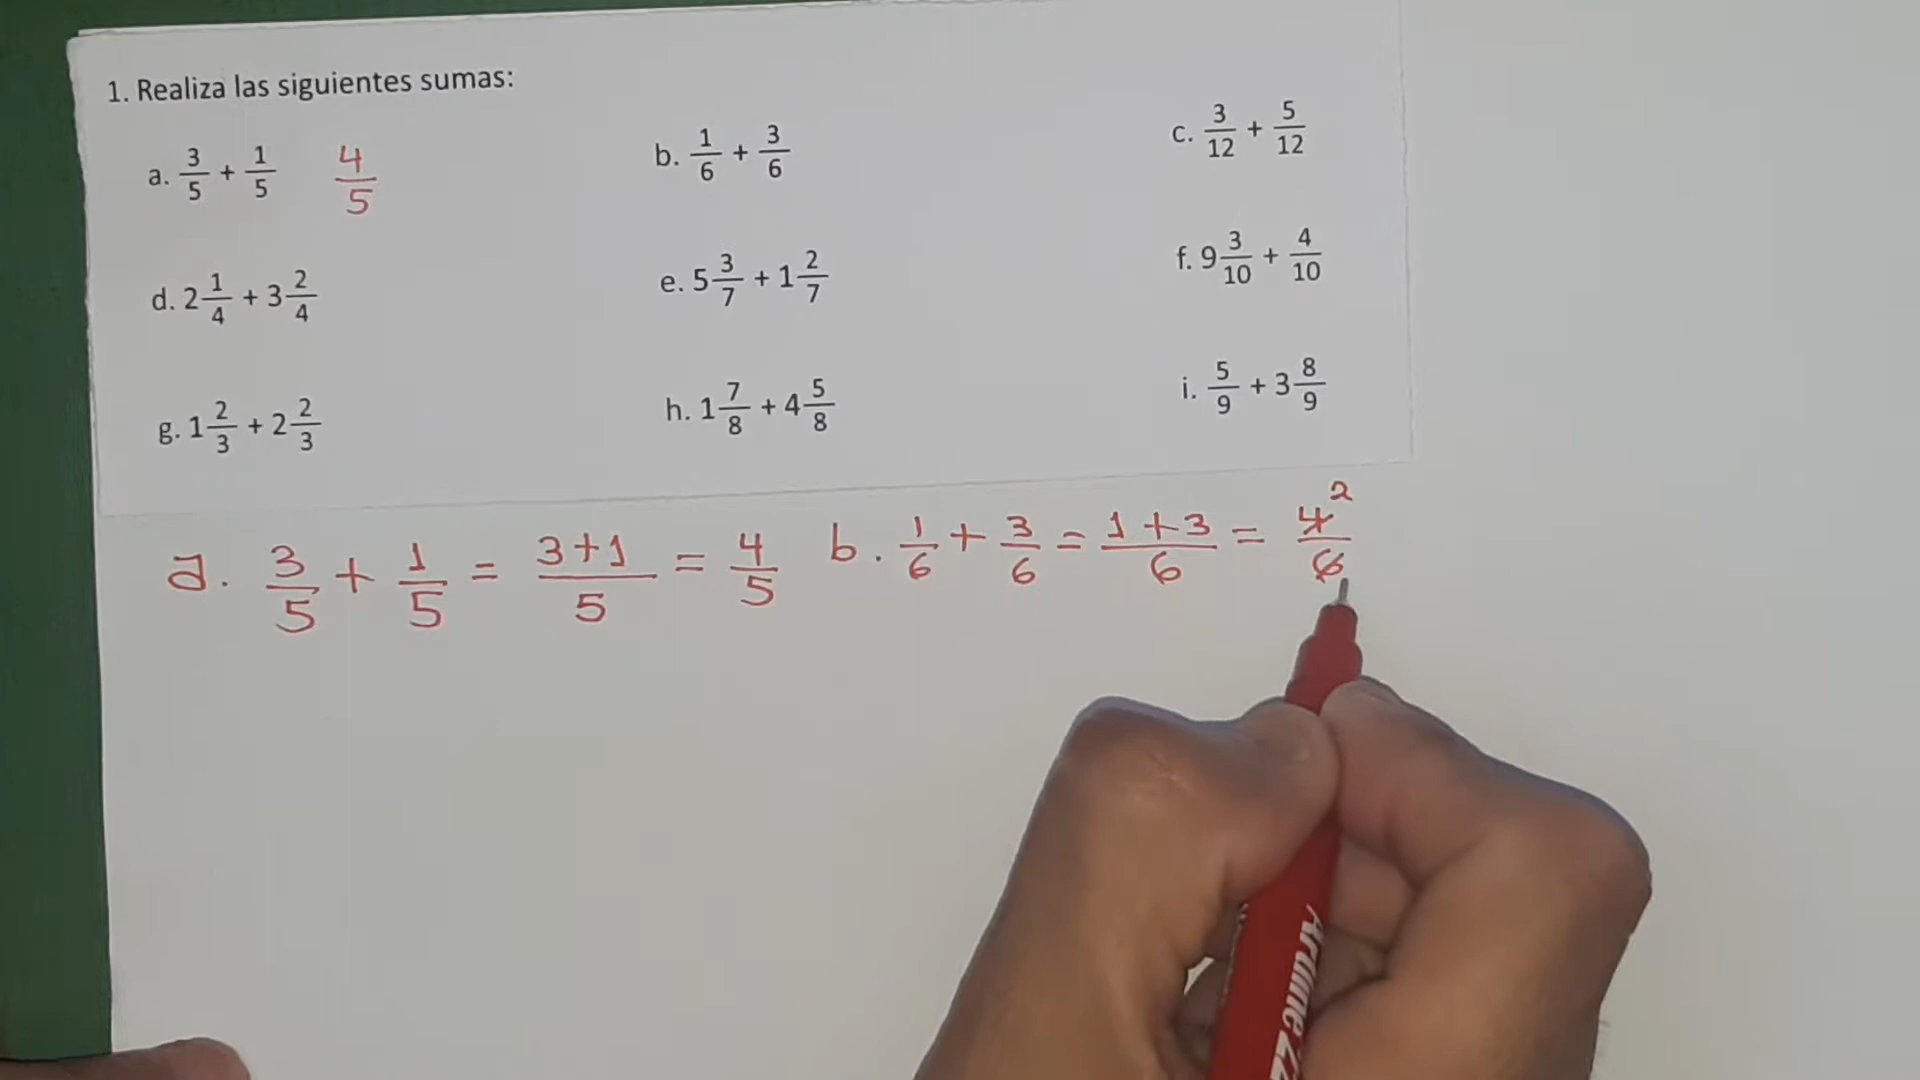 1. Realiza las siguientes sumas:
a. 3/5 + 1/5 4/5
b. 1/6 + 3/6
c. 3/12 + 5/12
d. 2 1/4 + 3 2/4
e. 5 3/7 + 1 2/7
f. 9 3/10 + 4/10
g. 1 2/3 + 2 2/3
h. 1 7/8 + 4 5/8
i. 5/9 + 3 8/9
a. 3/5 + 1/5 = 3+1/5 = 4/5
b. 1/6 + 3/6 = 1+3/6 = 4/6 2